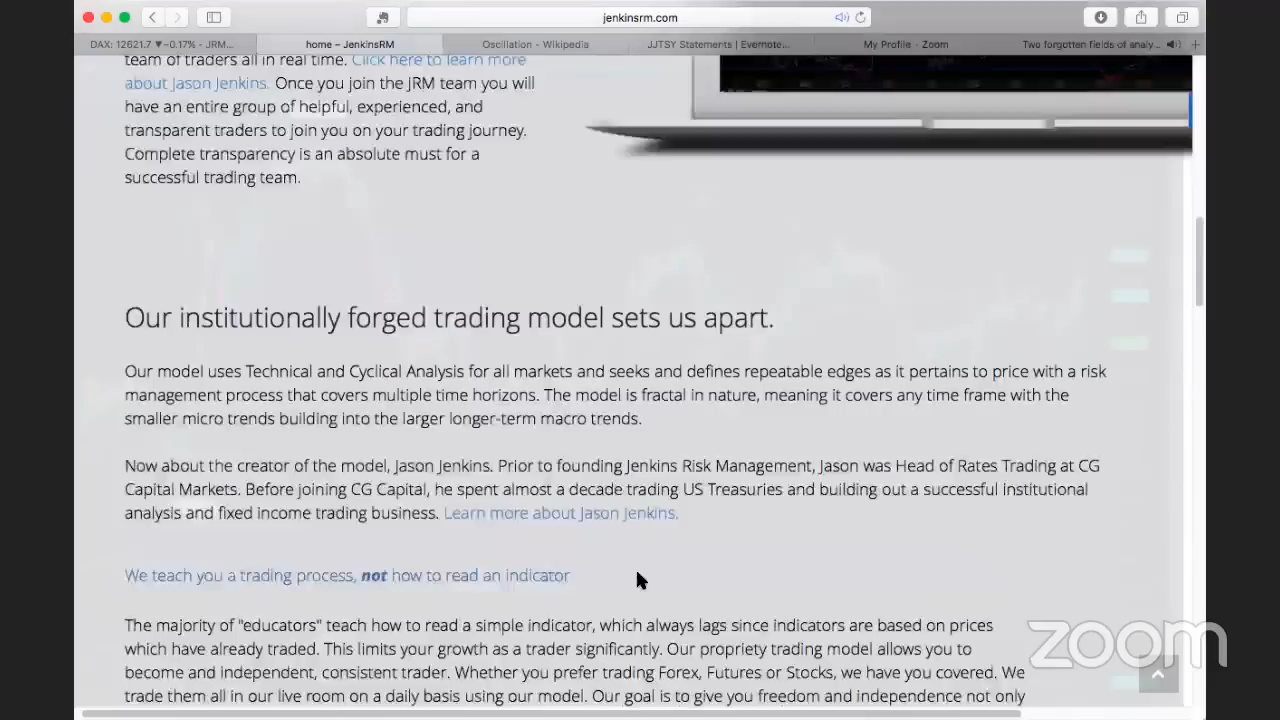 jenkinsrm.com
DAX: 12621.7 ▼-0.17% - JRM...
home – JenkinsRM
Oscillation - Wikipedia
JJTSY Statements | Evernote...
My Profile - Zoom
Two forgotten fields of analy...
team of traders all in real time. Click here to learn more
about Jason Jenkins. Once you join the JRM team you will
have an entire group of helpful, experienced, and
transparent traders to join you on your trading journey.
Complete transparency is an absolute must for a
successful trading team.
Our institutionally forged trading model sets us apart.
Our model uses Technical and Cyclical Analysis for all markets and seeks and defines repeatable edges as it pertains to price with a risk
management process that covers multiple time horizons. The model is fractal in nature, meaning it covers any time frame with the
smaller micro trends building into the larger longer-term macro trends.
Now about the creator of the model, Jason Jenkins. Prior to founding Jenkins Risk Management, Jason was Head of Rates Trading at CG
Capital Markets. Before joining CG Capital, he spent almost a decade trading US Treasuries and building out a successful institutional
analysis and fixed income trading business. Learn more about Jason Jenkins.
We teach you a trading process, not how to read an indicator
The majority of "educators" teach how to read a simple indicator, which always lags since indicators are based on prices
which have already traded. This limits your growth as a trader significantly. Our propriety trading model allows you to
become and independent, consistent trader. Whether you prefer trading Forex, Futures or Stocks, we have you covered. We
trade them all in our live room on a daily basis using our model. Our goal is to give you freedom and independence not only
zoom